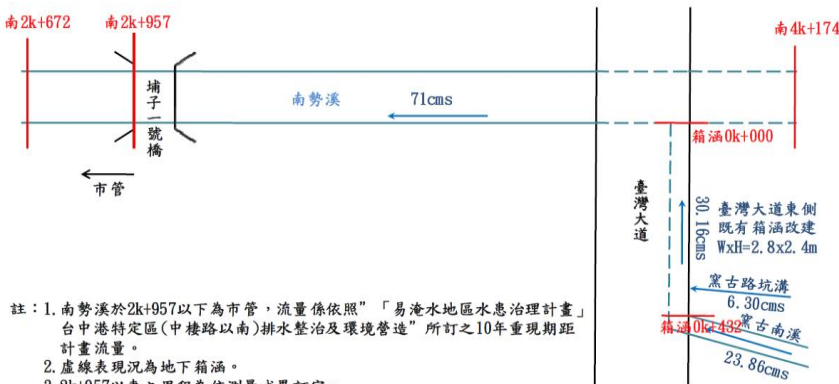 南2k+672
南2k+957
南4k+174
埔子一號橋
南勢溪
71cms
箱涵0k+000
市管
臺灣大道
30.16cms
臺灣大道東側
既有箱涵改建
WxH=2.8x2.4m
窯古路坑溝
6.30cms
箱涵0k+432
窯古南溪
23.86cms
註：1.南勢溪於2k+957以下為市管，流量係依照”「易淹水地區水患治理計畫」
台中港特定區(中棲路以南)排水整治及環境營造”所訂之10年重現期距
計畫流量。
2.虛線表現況為地下箱涵。